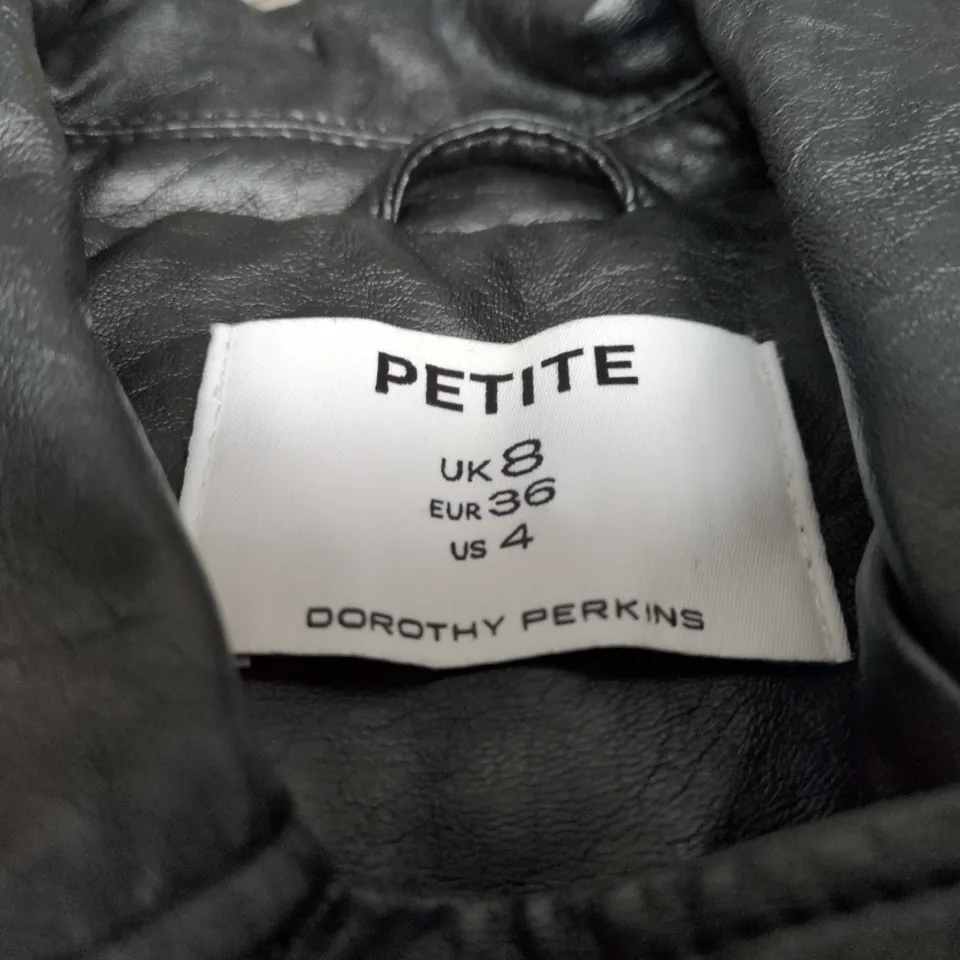 PETITE
UK 8
EUR 36
US 4
DOROTHY PERKINS